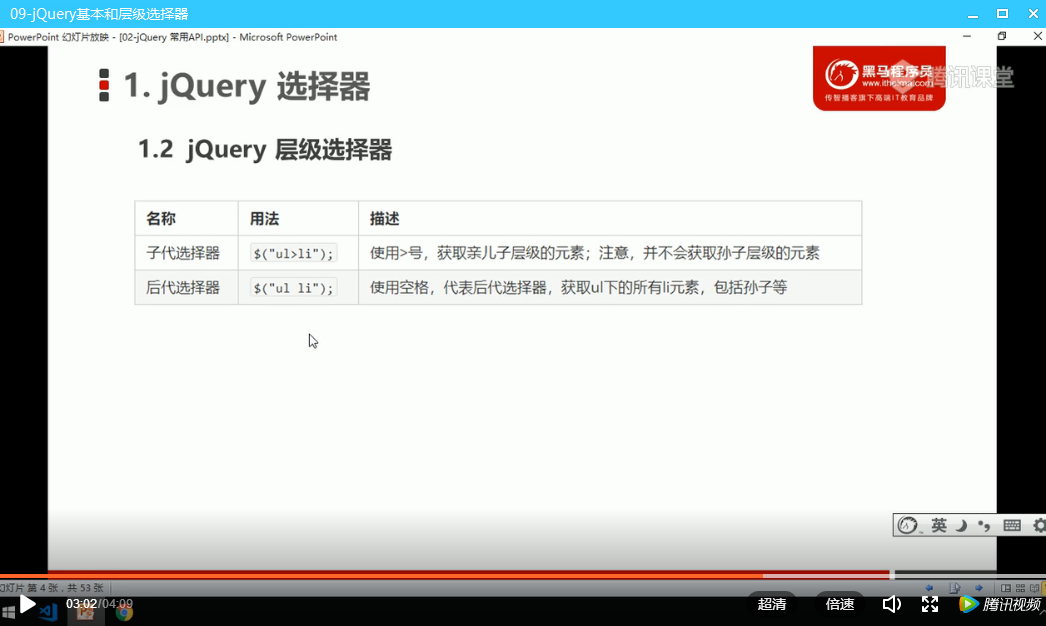 09-jQuery基本和层级选择器
PowerPoint 幻灯片放映 - [02-jQuery 常用API.pptx] - Microsoft PowerPoint
1. jQuery 选择器
黑马程序员
www.itheima.com
传智播客旗下高端IT教育品牌
腾讯课堂
1.2 jQuery 层级选择器
名称 用法 描述
子代选择器 $("ul>li"); 使用>号，获取亲儿子层级的元素；注意，并不会获取孙子层级的元素
后代选择器 $("ul li"); 使用空格，代表后代选择器，获取ul下的所有li元素，包括孙子等
英
幻灯片 第 4 张，共 53 张
03:02/04:09
超清
倍速
腾讯视频